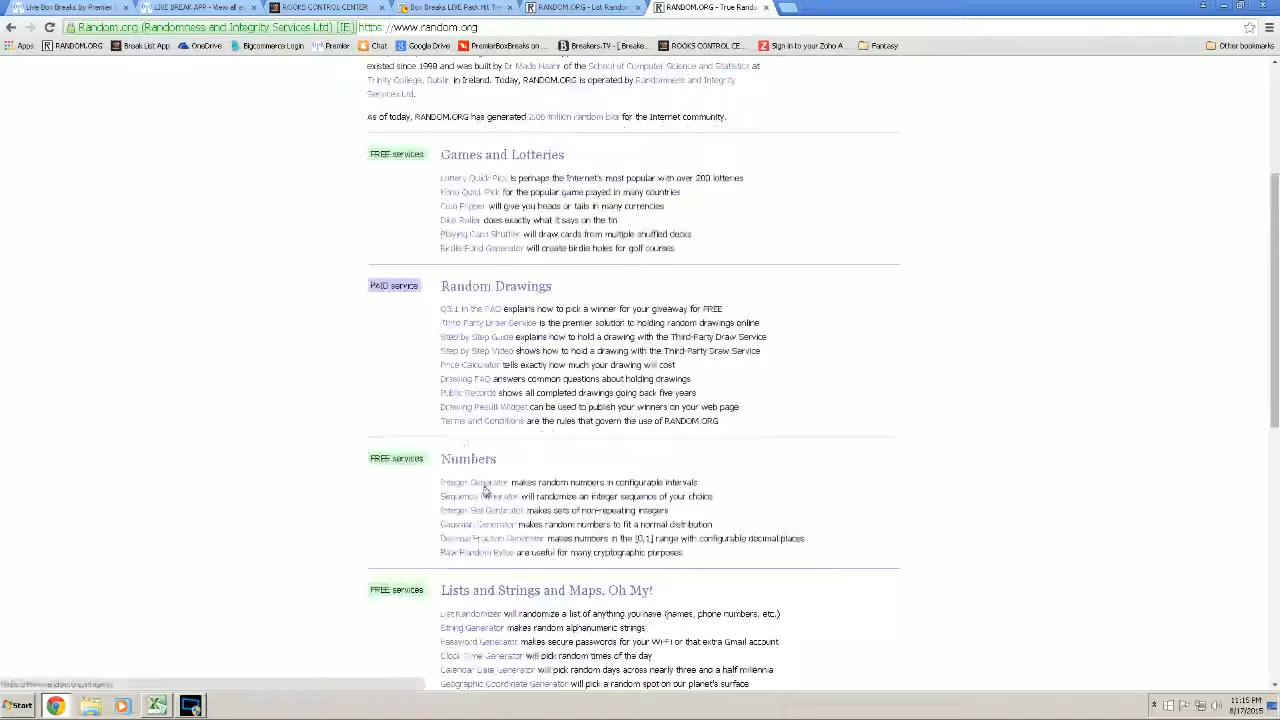 Live Box Breaks by Premier
LIVE BREAK APP - View all av
ROOKS CONTROL CENTER
Box Breaks LIVE Pack Hit Tre
RANDOM.ORG - List Random
RANDOM.ORG - True Rando
Random.org (Randomness and Integrity Services Ltd) [IE] https://www.random.org
Apps RANDOM.ORG Break List App OneDrive Bigcommerce Login Premier Chat Google Drive PremierBoxBreaks on ... Breakers.TV - [ Breake... ROOKS CONTROL CE... Sign in to your Zoho A... Fantasy Other bookmarks
existed since 1998 and was built by Dr Mads Haahr of the School of Computer Science and Statistics at
Trinity College, Dublin in Ireland. Today, RANDOM.ORG is operated by Randomness and Integrity
Services Ltd.
As of today, RANDOM.ORG has generated random bits for the Internet community.
FREE services Games and Lotteries
Lottery Quick Pick is perhaps the Internet's most popular with over 200 lotteries
Keno Quick Pick for the popular game played in many countries
Coin Flipper will give you heads or tails in many currencies
Dice Roller does exactly what it says on the tin
Playing Card Shuffler will draw cards from multiple shuffled decks
Birdie Fund Generator will create birdie holes for golf courses
PAID service Random Drawings
Q3.1 in the FAQ explains how to pick a winner for your giveaway for FREE
Third-Party Draw Service is the premier solution to holding random drawings online
Step by Step Guide explains how to hold a drawing with the Third-Party Draw Service
Step by Step Video shows how to hold a drawing with the Third-Party Draw Service
Price Calculator tells exactly how much your drawing will cost
Drawing FAQ answers common questions about holding drawings
Public Records shows all completed drawings going back five years
Drawing Result Widget can be used to publish your winners on your web page
Terms and Conditions are the rules that govern the use of RANDOM.ORG
FREE services Numbers
Integer Generator makes random numbers in configurable intervals
Sequence Generator will randomize an integer sequence of your choice
Integer Set Generator makes sets of non-repeating integers
Gaussian Generator makes random numbers to fit a normal distribution
Decimal Fraction Generator makes numbers in the [0,1] range with configurable decimal places
Raw Random Bytes are useful for many cryptographic purposes
FREE services Lists and Strings and Maps, Oh My!
List Randomizer will randomize a list of anything you have (names, phone numbers, etc.)
String Generator makes random alphanumeric strings
Password Generator makes secure passwords for your Wi-Fi or that extra Gmail account
Clock Time Generator will pick random times of the day
Calendar Date Generator will pick random days across nearly three and a half millennia
Geographic Coordinate Generator will pick a random spot on our planet's surface
Start
11:15 PM
8/17/2015